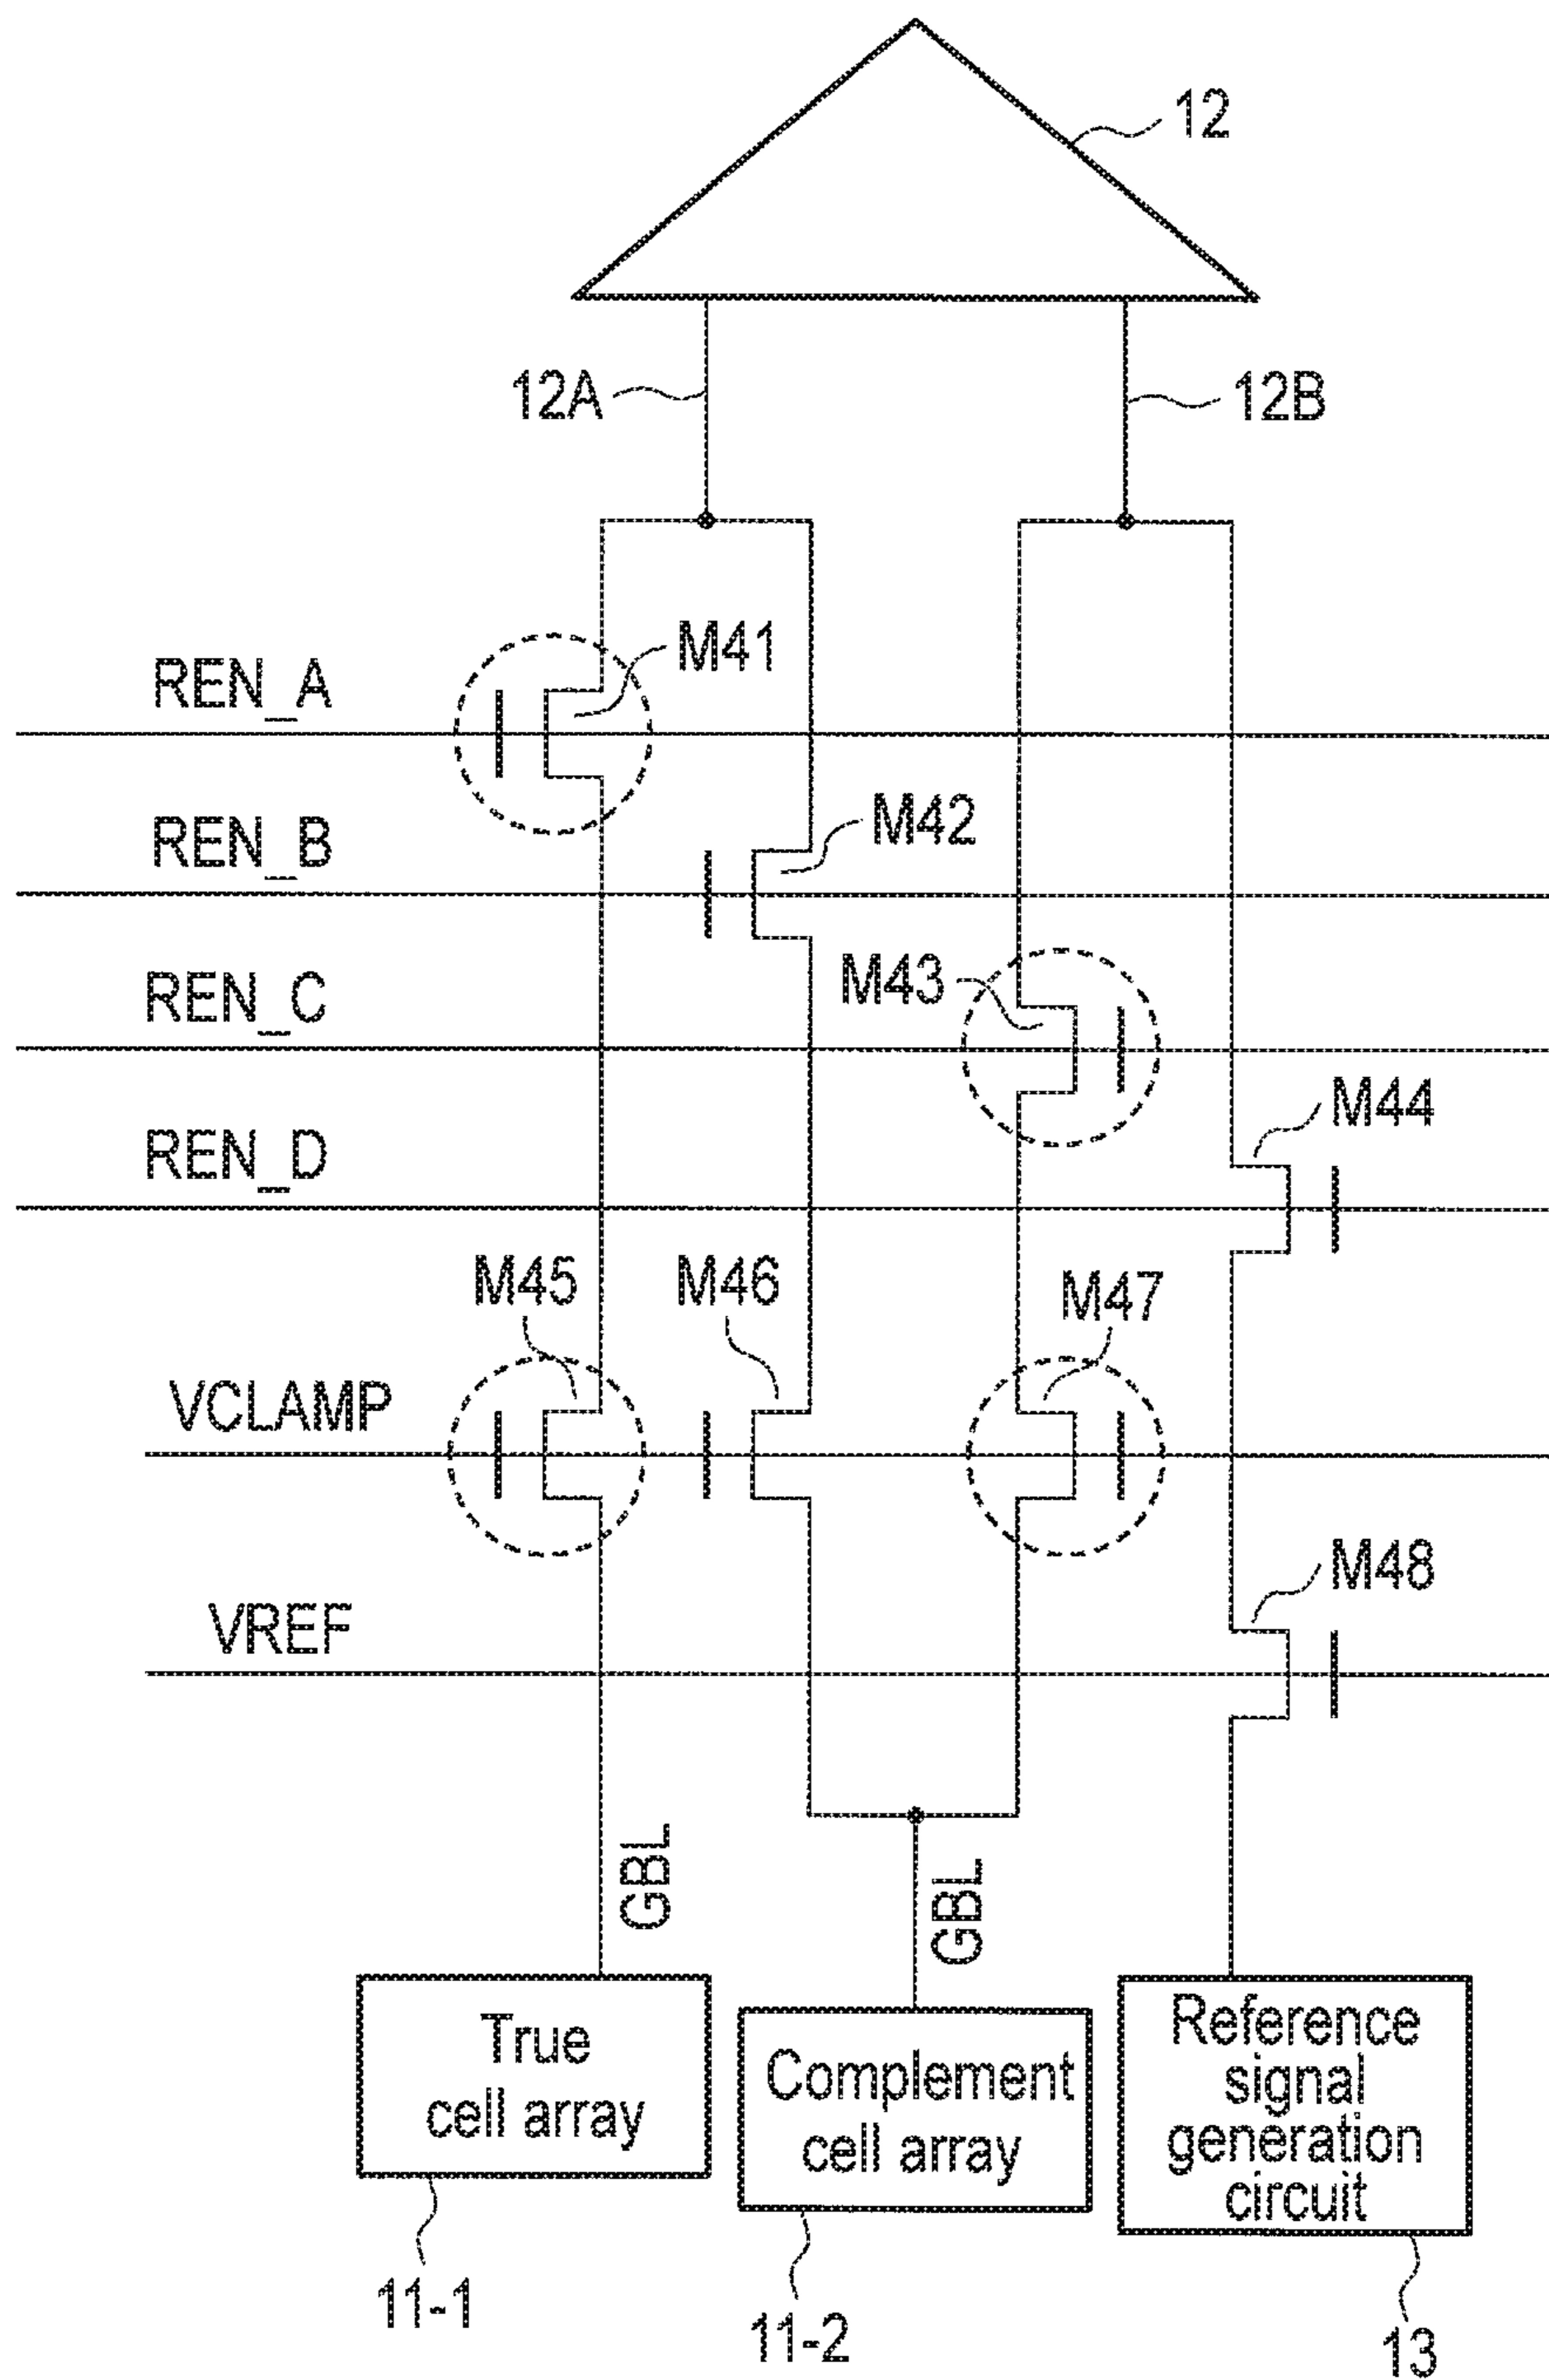 12
12A
12B
M41
REN_A
M42
REN_B
M43
REN_C
M44
REN_D
M45
M46
M47
VCLAMP
M48
VREF
GBL
GBL
True
cell array
Complement
cell array
Reference
signal
generation
circuit
11-1
11-2
13